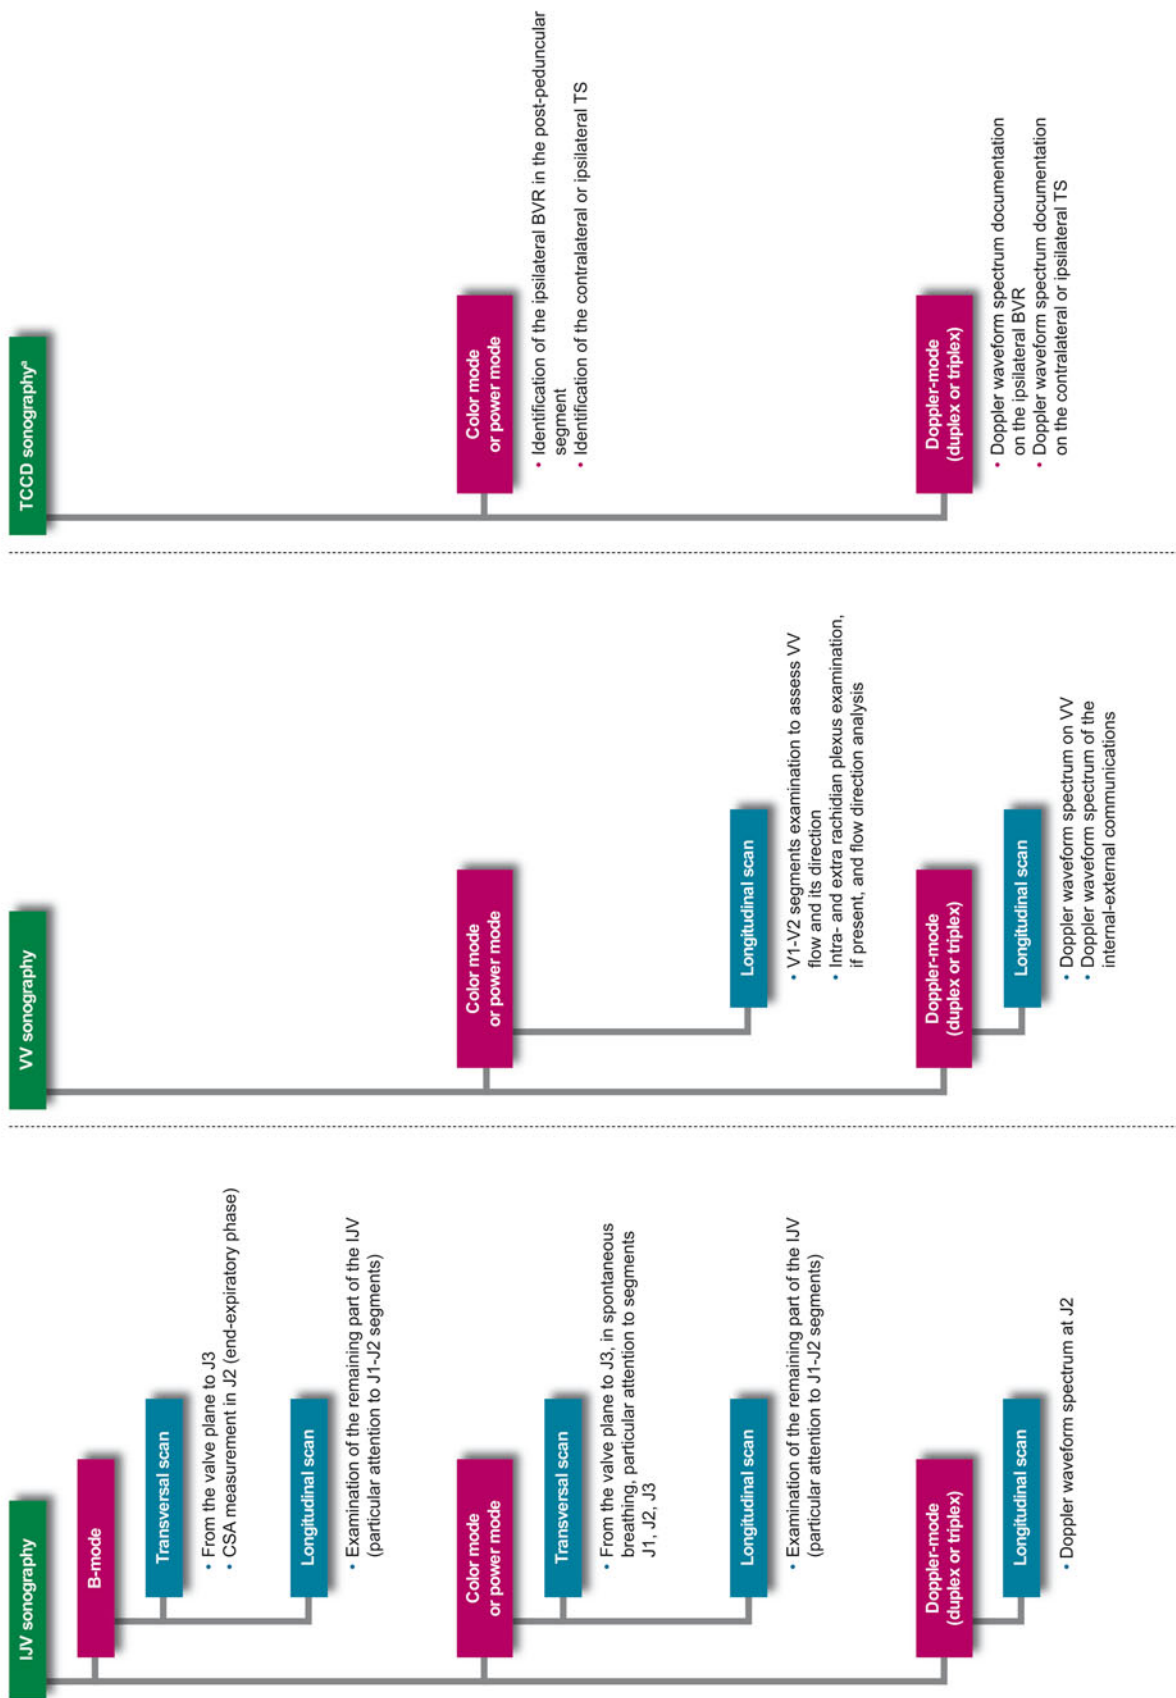 IJV sonography
B-mode
Transversal scan
• From the valve plane to J3
• CSA measurement in J2 (end-expiratory phase)
Longitudinal scan
• Examination of the remaining part of the IJV
(particular attention to J1-J2 segments)
Color mode
or power mode
Transversal scan
• From the valve plane to J3, in spontaneous
breathing, particular attention to segments
J1, J2, J3
Longitudinal scan
• Examination of the remaining part of the IJV
(particular attention to J1-J2 segments)
Doppler-mode
(duplex or triplex)
Longitudinal scan
• Doppler waveform spectrum at J2
VV sonography
Color mode
or power mode
Longitudinal scan
• V1-V2 segments examination to assess VV
flow and its direction
• Intra- and extra rachidian plexus examination,
if present, and flow direction analysis
Doppler-mode
(duplex or triplex)
Longitudinal scan
• Doppler waveform spectrum on VV
• Doppler waveform spectrum of the
internal-external communications
TCCD sonographyª
Color mode
or power mode
• Identification of the ipsilateral BVR in the post-peduncular
segment
• Identification of the contralateral or ipsilateral TS
Doppler-mode
(duplex or triplex)
• Doppler waveform spectrum documentation
on the ipsilateral BVR
• Doppler waveform spectrum documentation
on the contralateral or ipsilateral TS